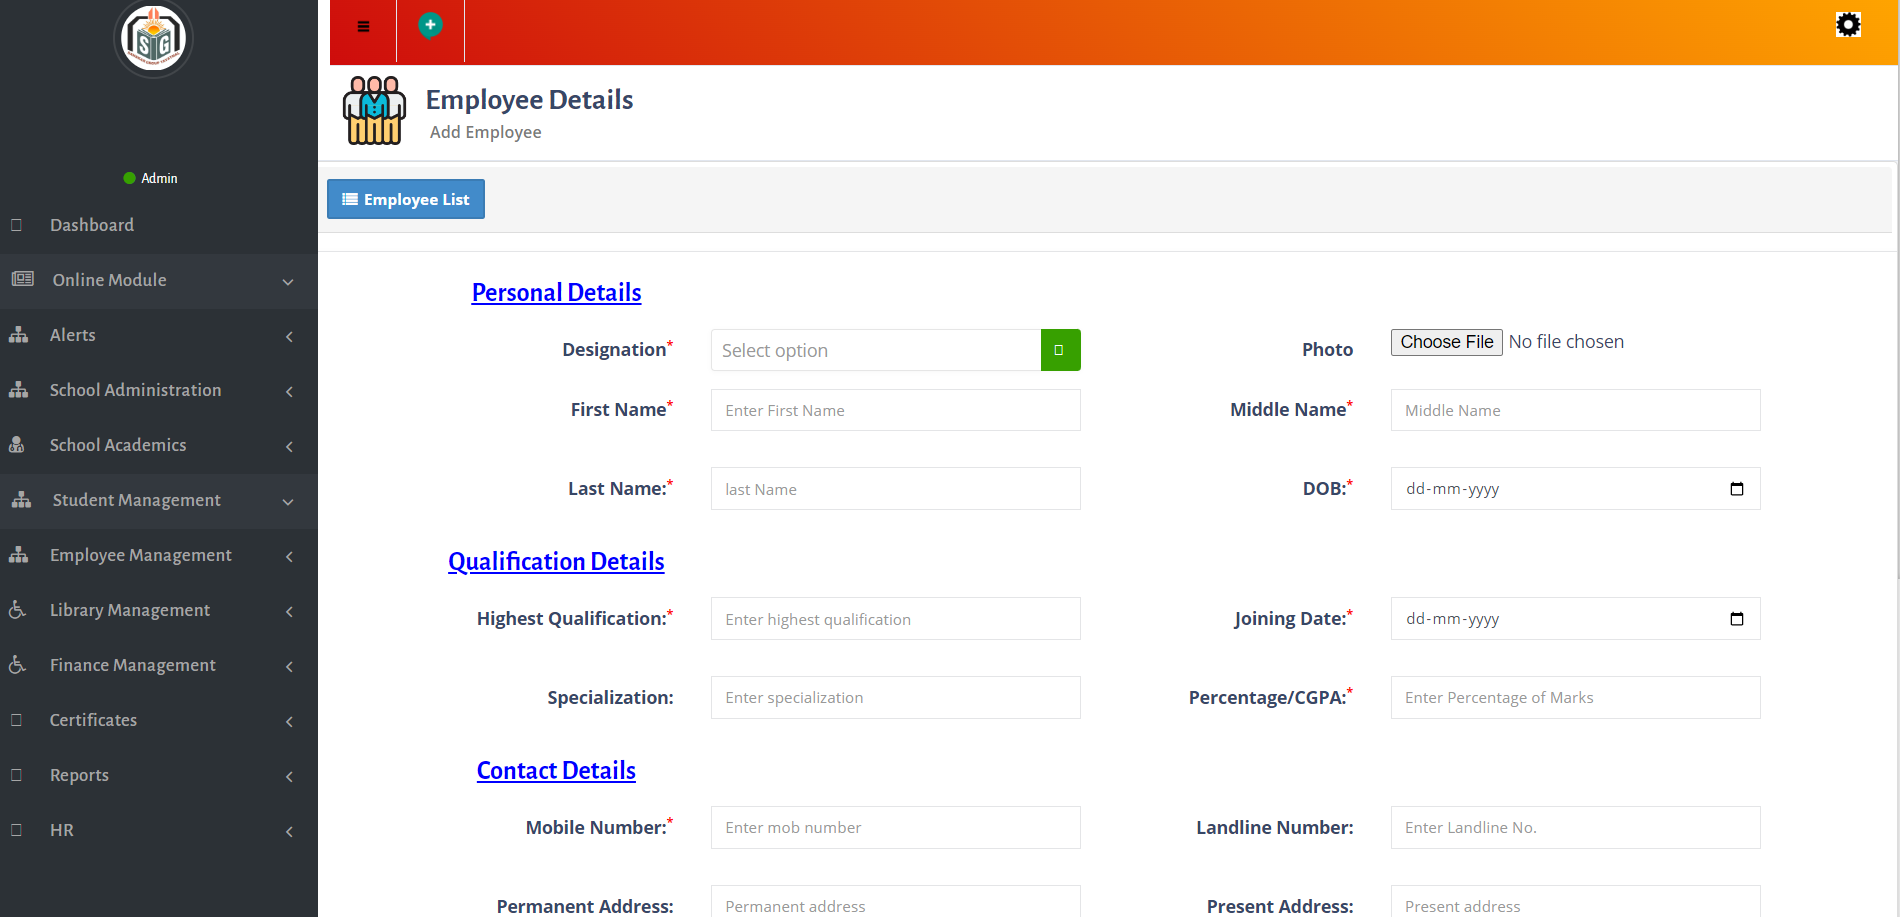 SG
Admin
Dashboard
Online Module
Alerts
School Administration
School Academics
Student Management
Employee Management
Library Management
Finance Management
Certificates
Reports
HR
Employee Details
Add Employee
Employee List
Personal Details
Designation* Select option Photo Choose File No file chosen
First Name* Enter First Name Middle Name* Middle Name
Last Name:* last Name DOB:* dd-mm-yyyy
Qualification Details
Highest Qualification:* Enter highest qualification Joining Date:* dd-mm-yyyy
Specialization: Enter specialization Percentage/CGPA:* Enter Percentage of Marks
Contact Details
Mobile Number:* Enter mob number Landline Number: Enter Landline No.
Permanent Address: Permanent address Present Address: Present address